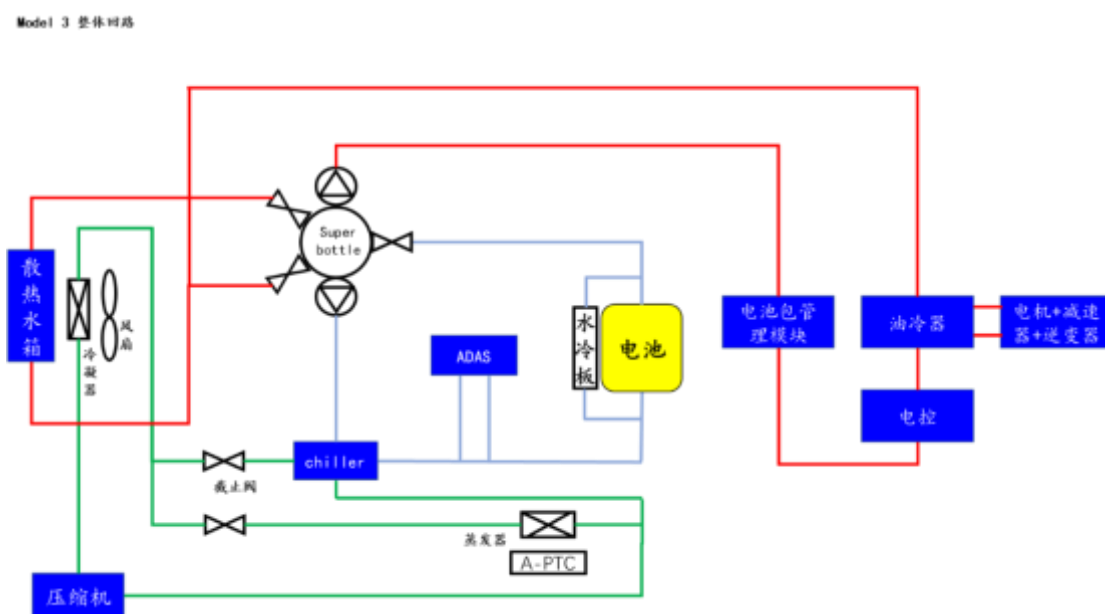 Model 3 整体回路
Super
bottle
散
热
水
箱
风
扇
冷
凝
器
ADAS
水
冷
板
电池
电池包管
理模块
油冷器
电机+减速
器+逆变器
电控
chiller
截止阀
蒸发器
A-PTC
压缩机